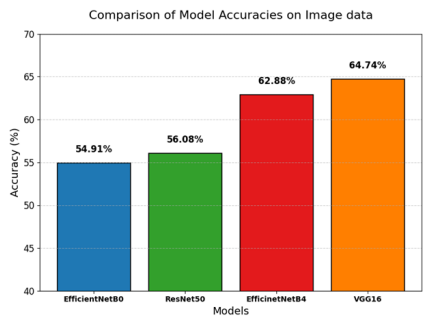 Comparison of Model Accuracies on Image data
70
65
60
55
50
45
40
Accuracy (%)
54.91%
56.08%
62.88%
64.74%
EfficientNetB0 ResNet50 EfficinetNetB4 VGG16
Models